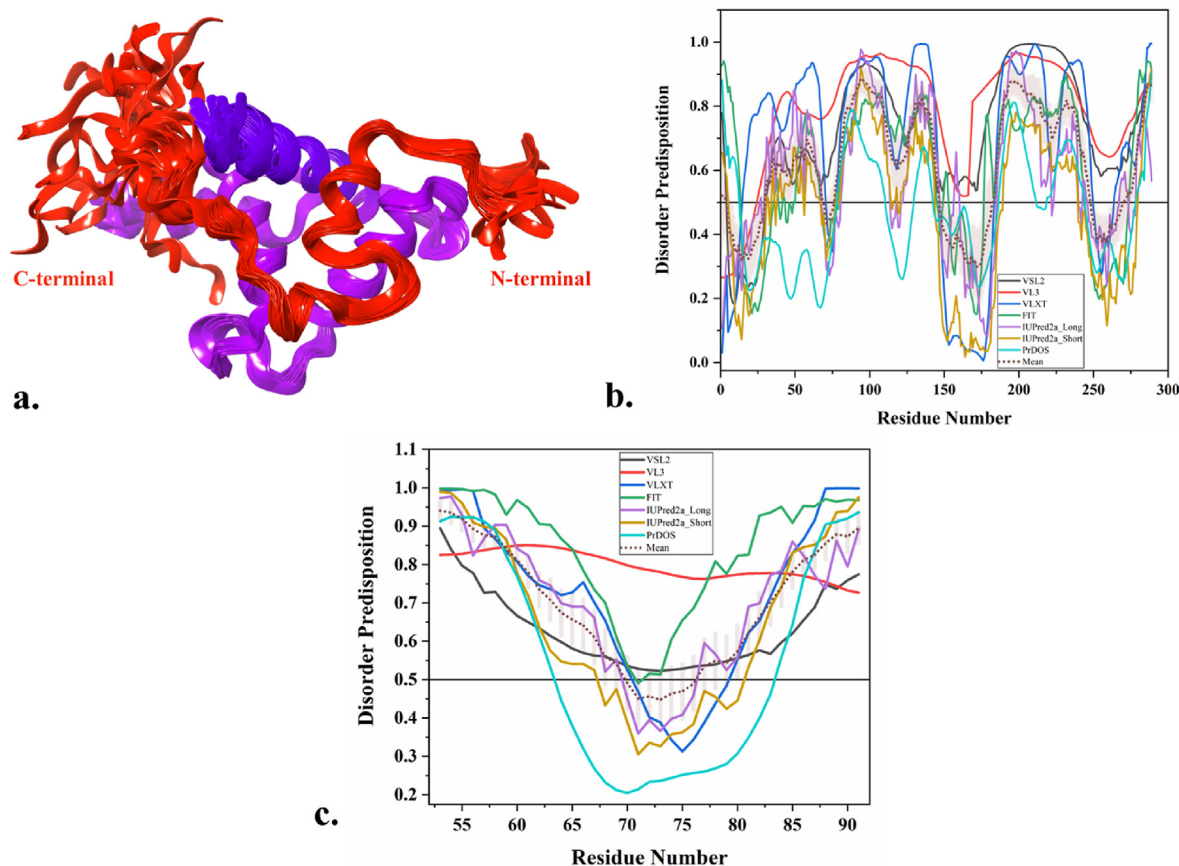 C-terminal
N-terminal
a.
Disorder Predisposition
1.0
0.8
0.6
0.4
0.2
0.0
VSL2
VL3
VLXT
FIT
IUPred2a_Long
IUPred2a_Short
PrDOS
Mean
0
50
100
150
200
250
300
Residue Number
b.
Disorder Predisposition
1.1
1.0
0.9
0.8
0.7
0.6
0.5
0.4
0.3
0.2
VSL2
VL3
VLXT
FIT
IUPred2a_Long
IUPred2a_Short
PrDOS
Mean
55
60
65
70
75
80
85
90
Residue Number
c.